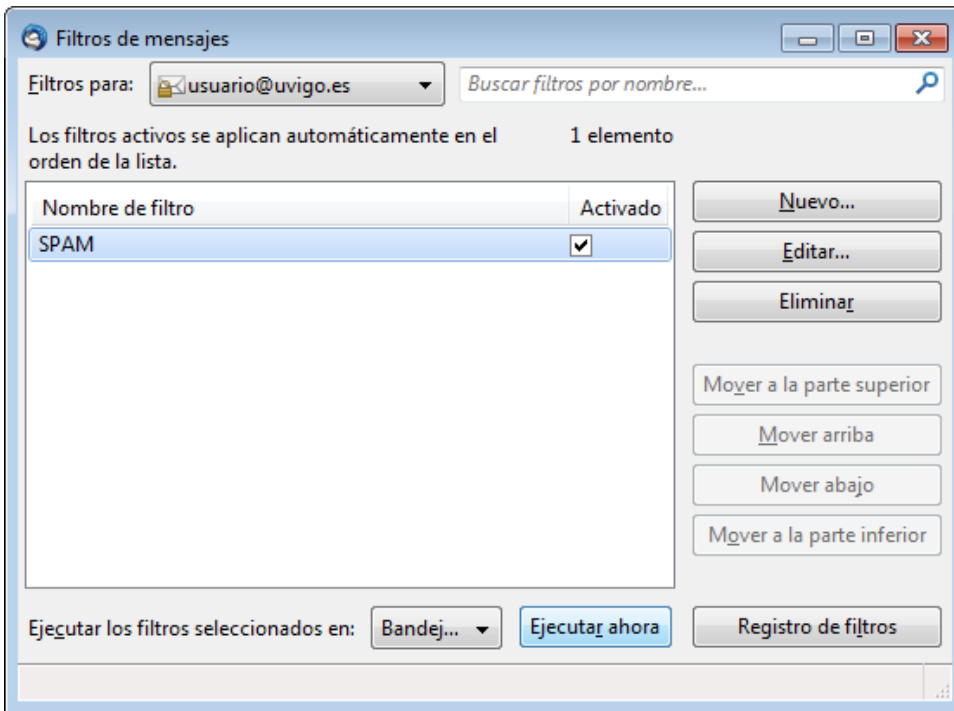 Filtros de mensajes
Filtros para: usuario@uvigo.es Buscar filtros por nombre...
Los filtros activos se aplican automáticamente en el
orden de la lista.
1 elemento
Nombre de filtro Activado
SPAM
Nuevo...
Editar...
Eliminar
Mover a la parte superior
Mover arriba
Mover abajo
Mover a la parte inferior
Ejecutar los filtros seleccionados en: Bandej... Ejecutar ahora Registro de filtros